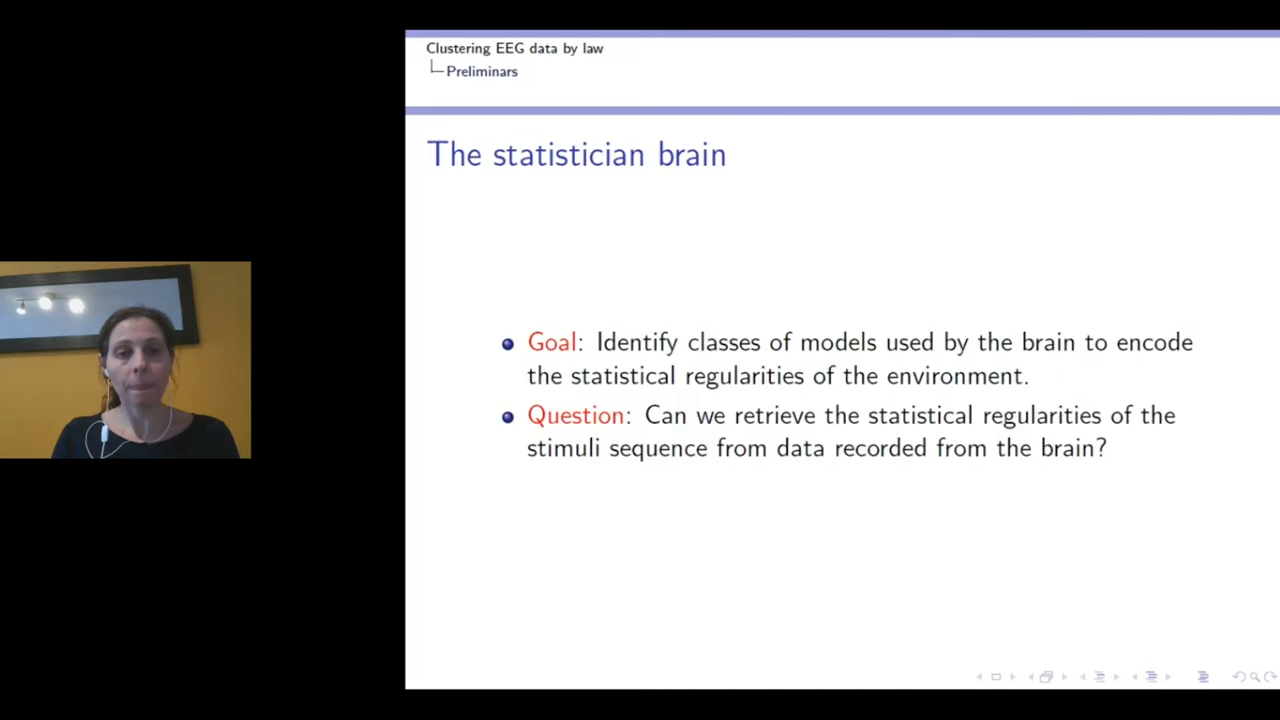 Clustering EEG data by law
Preliminars
The statistician brain
Goal: Identify classes of models used by the brain to encode
the statistical regularities of the environment.
Question: Can we retrieve the statistical regularities of the
stimuli sequence from data recorded from the brain?